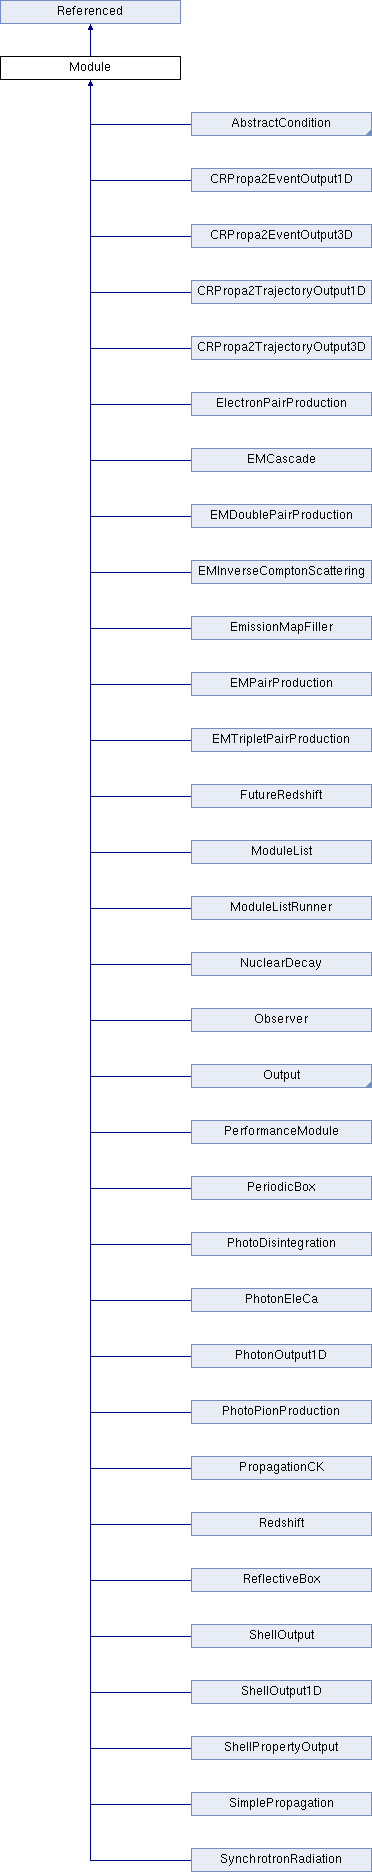 Referenced
Module
AbstractCondition
CRPropa2EventOutput1D
CRPropa2EventOutput3D
CRPropa2TrajectoryOutput1D
CRPropa2TrajectoryOutput3D
ElectronPairProduction
EMCascade
EMDoublePairProduction
EMInverseComptonScattering
EmissionMapFiller
EMPairProduction
EMTripletPairProduction
FutureRedshift
ModuleList
ModuleListRunner
NuclearDecay
Observer
Output
PerformanceModule
PeriodicBox
PhotoDisintegration
PhotonEleCa
PhotonOutput1D
PhotoPionProduction
PropagationCK
Redshift
ReflectiveBox
ShellOutput
ShellOutput1D
ShellPropertyOutput
SimplePropagation
SynchrotronRadiation